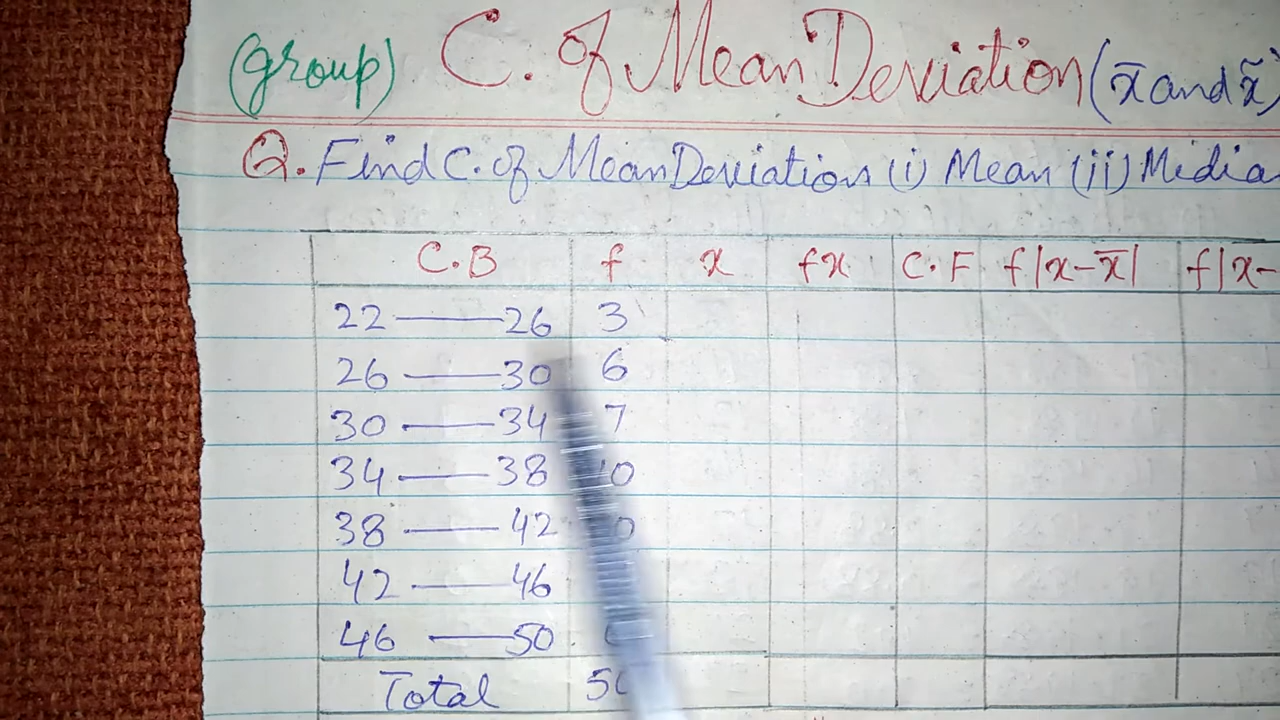 (group) C. of Mean Deviation (x̄ and x̃)
Q. Find C. of Mean Deviation (i) Mean (ii) Media
C.B f x fx C.F f|x-x̄| f|x-
22 — 26 3
26 — 30 6
30 — 34 7
34 — 38 10
38 — 42
42 — 46
46 — 50
Total